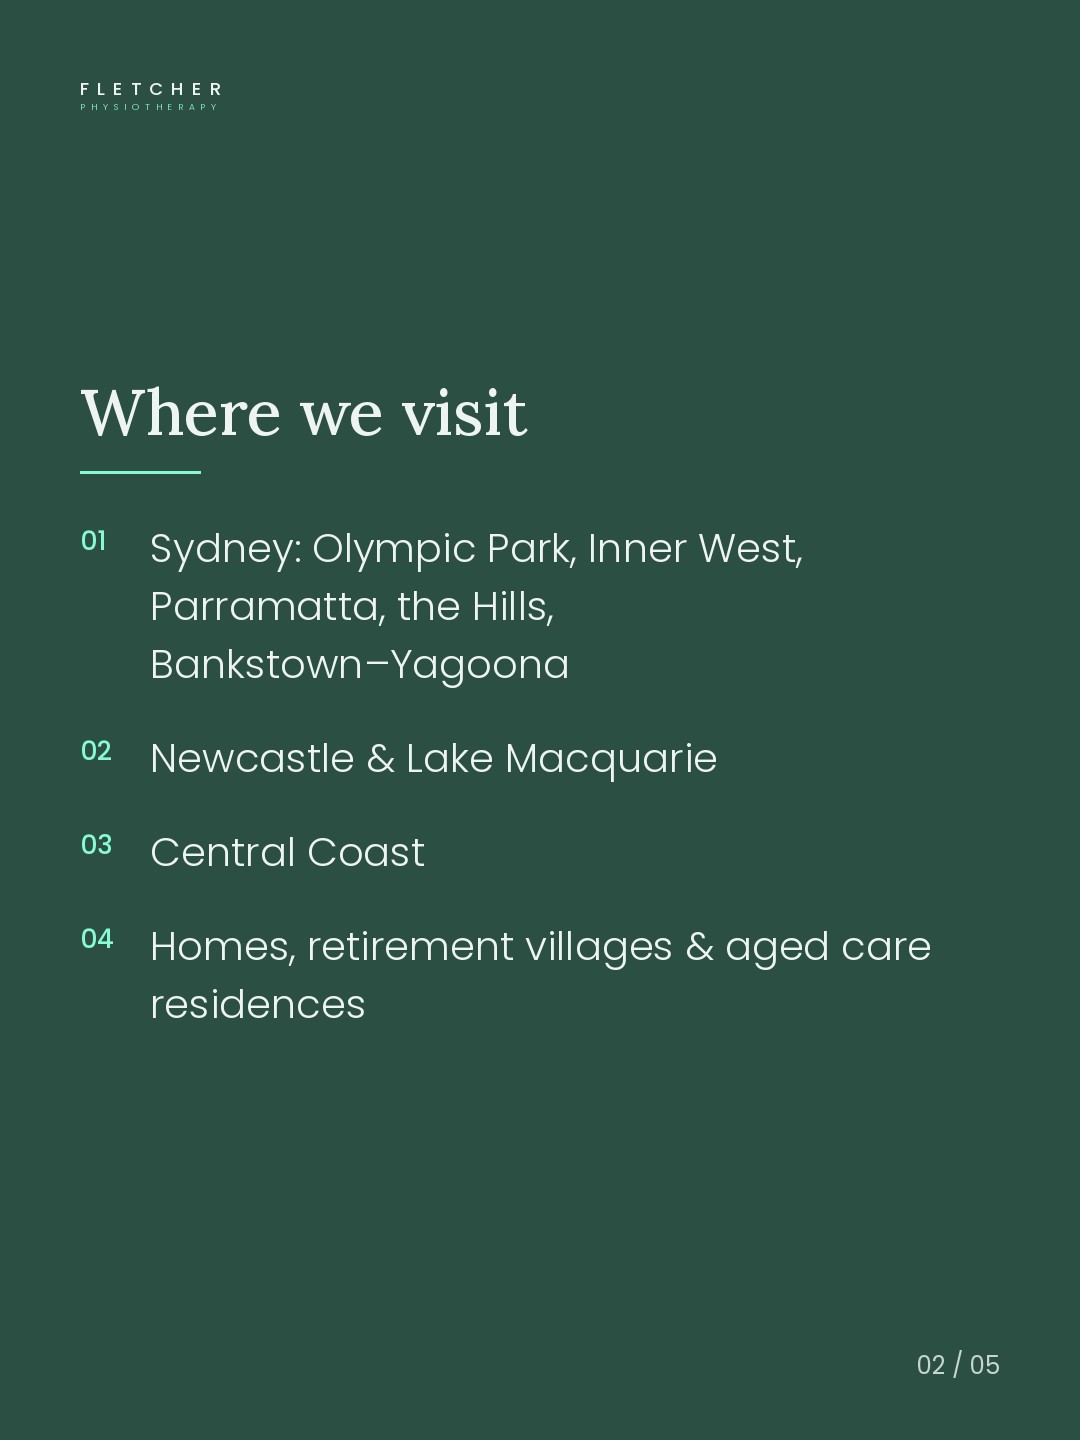 FLETCHER
PHYSIOTHERAPY
Where we visit
01 Sydney: Olympic Park, Inner West,
Parramatta, the Hills,
Bankstown–Yagoona
02 Newcastle & Lake Macquarie
03 Central Coast
04 Homes, retirement villages & aged care
residences
02 / 05